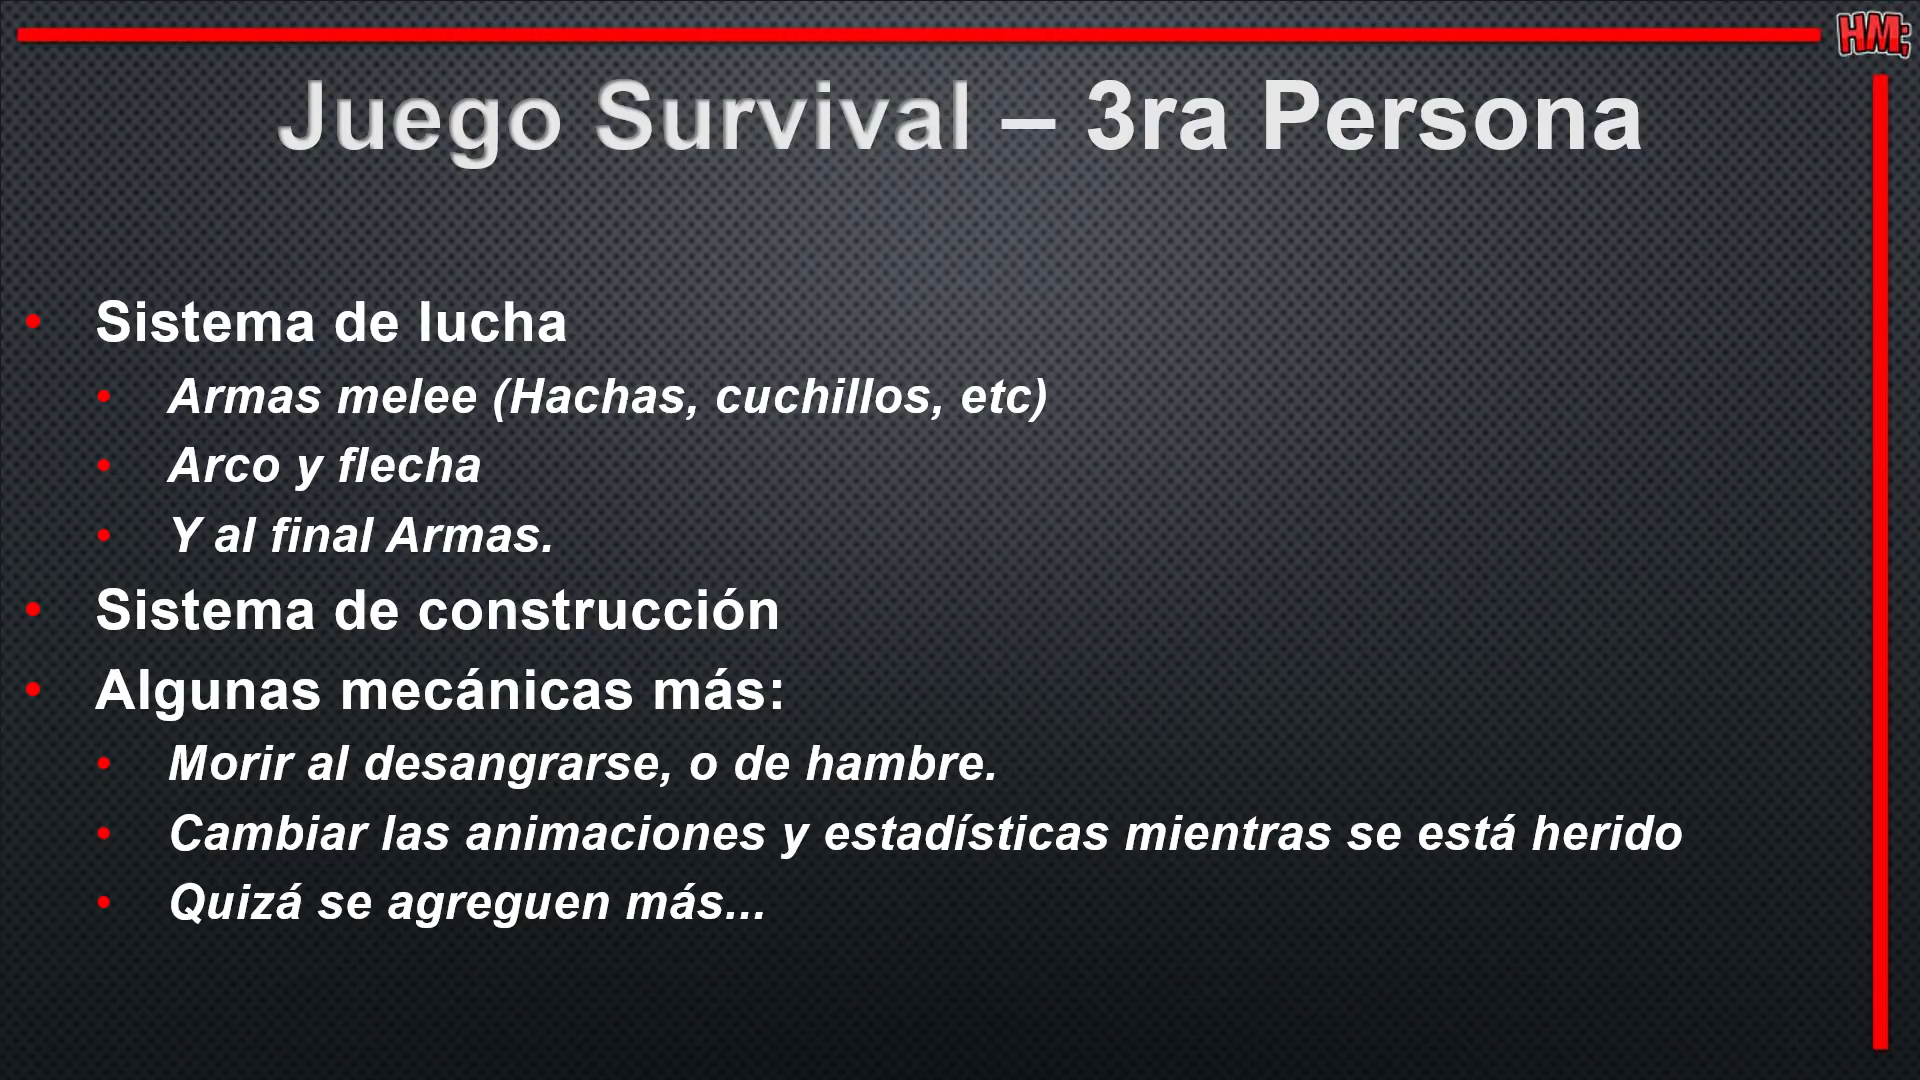 HM;
Juego Survival – 3ra Persona
• Sistema de lucha
• Armas melee (Hachas, cuchillos, etc)
• Arco y flecha
• Y al final Armas.
• Sistema de construcción
• Algunas mecánicas más:
• Morir al desangrarse, o de hambre.
• Cambiar las animaciones y estadísticas mientras se está herido
• Quizá se agreguen más...